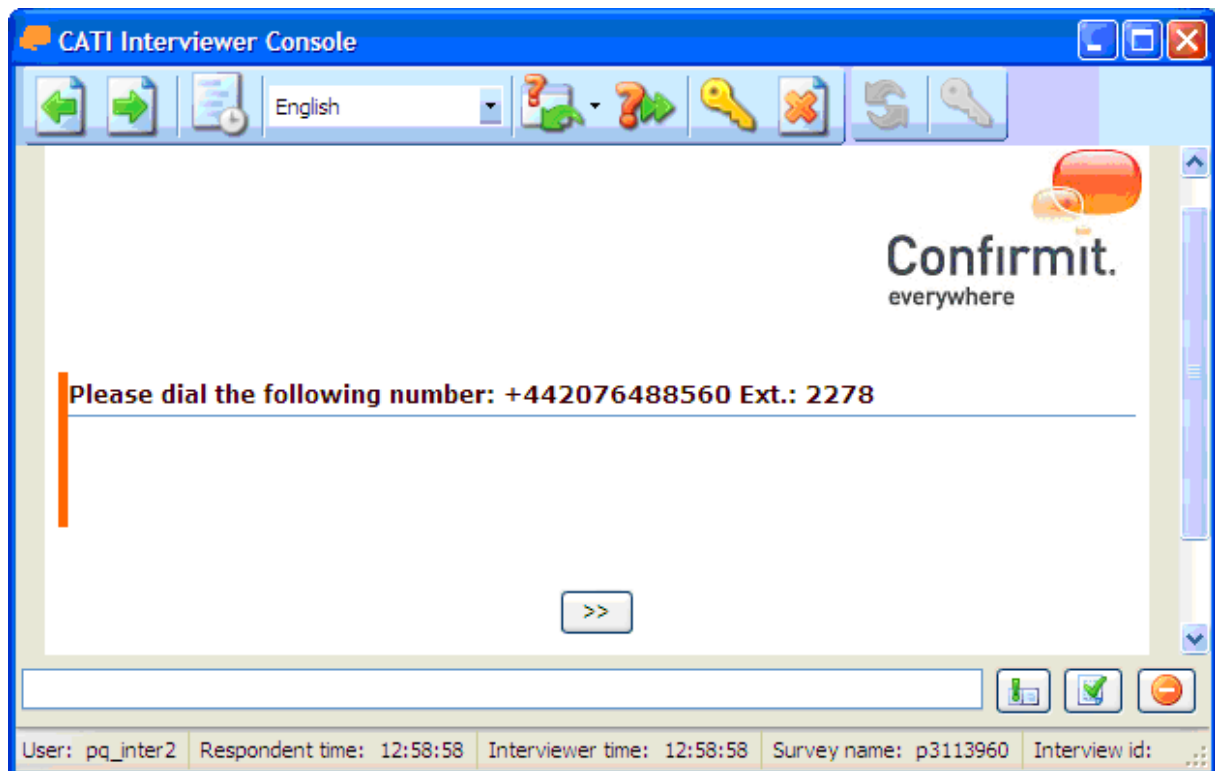 CATI Interviewer Console
English
Confirmit.
everywhere
Please dial the following number: +442076488560 Ext.: 2278
>>
User: pq_inter2 Respondent time: 12:58:58 Interviewer time: 12:58:58 Survey name: p3113960 Interview id: